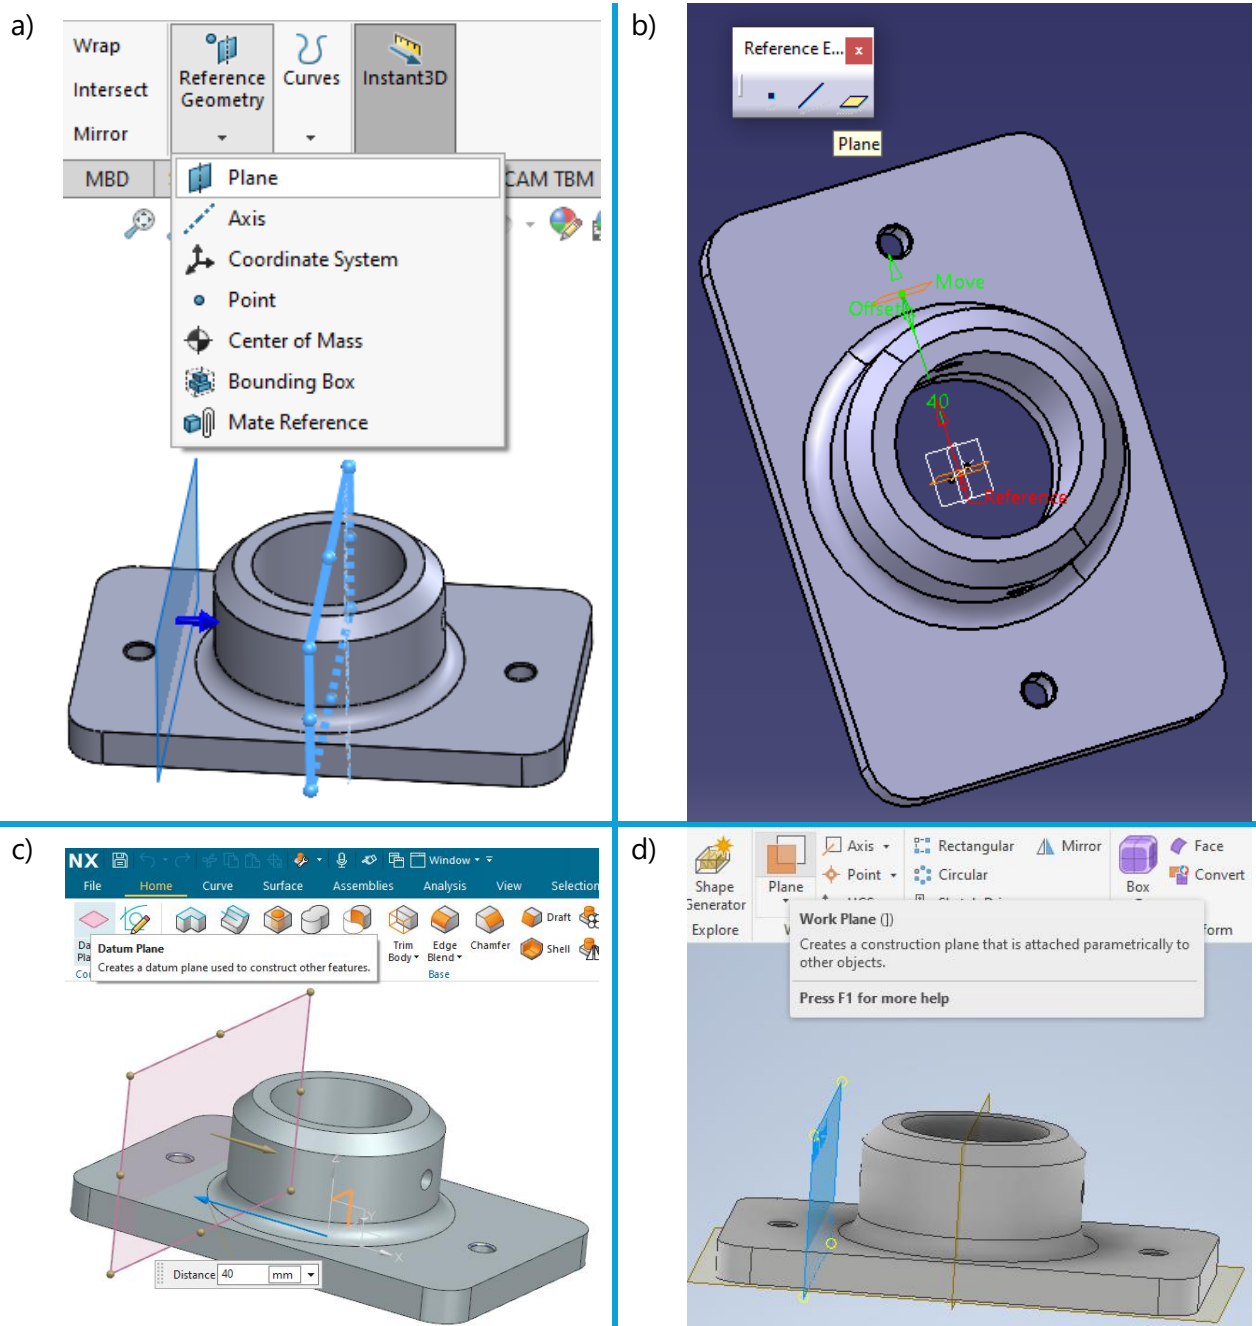 a)
Wrap
Intersect
Mirror
Reference
Geometry
Curves
Instant3D
MBD
CAM TBM
Plane
Axis
Coordinate System
Point
Center of Mass
Bounding Box
Mate Reference
b)
Reference E... x
Plane
Move
Offset
40
Reference
c)
NX
Window
File Home Curve Surface Assemblies Analysis View Selection
Draft
Shell
Trim
Body
Edge
Blend
Chamfer
Base
Datum Plane
Creates a datum plane used to construct other features.
Z
Y
X
Distance 40 mm
d)
Shape
Generator
Explore
Plane
Axis
Point
Rectangular
Circular
Mirror
Box
Face
Convert
Work Plane (])
Creates a construction plane that is attached parametrically to
other objects.
Press F1 for more help